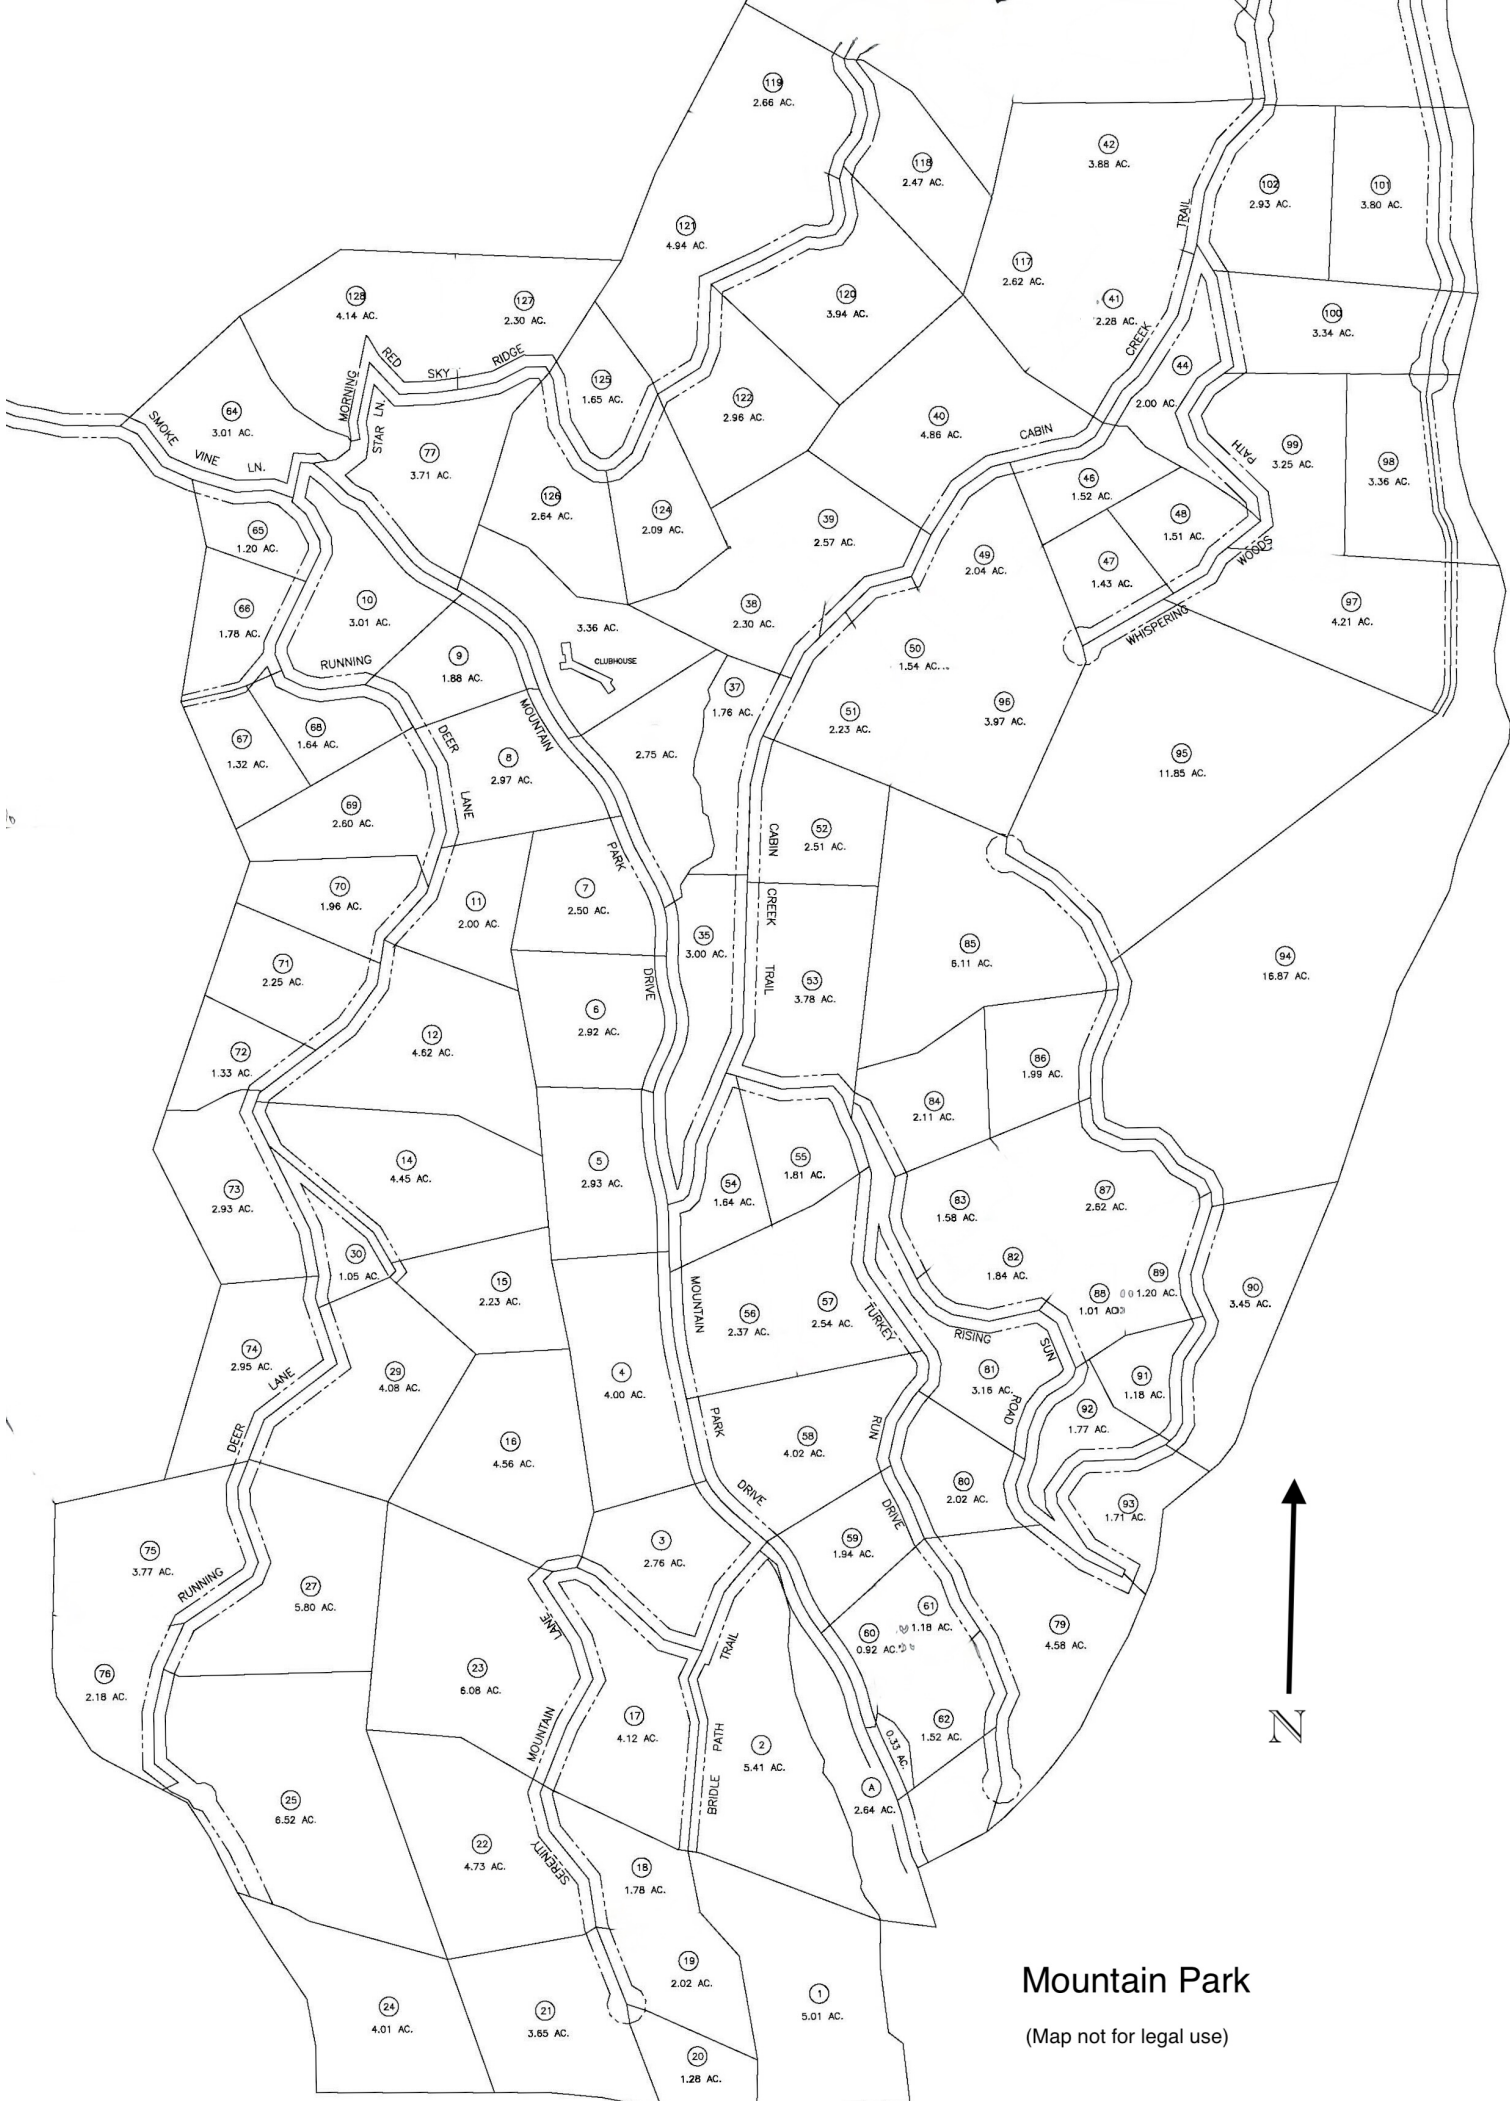 119
2.66 AC.
118
2.47 AC.
42
3.88 AC.
102
2.93 AC.
101
3.80 AC.
TRAIL
121
4.94 AC.
117
2.62 AC.
41
2.28 AC.
128
4.14 AC.
127
2.30 AC.
120
3.94 AC.
100
3.34 AC.
CREEK
RED
SKY
RIDGE
44
2.00 AC.
MORNING
STAR LN.
125
1.65 AC.
122
2.96 AC.
64
3.01 AC.
40
4.86 AC.
CABIN
SMOKE
VINE
LN.
77
3.71 AC.
PATH
99
3.25 AC.
98
3.36 AC.
46
1.52 AC.
126
2.64 AC.
124
2.09 AC.
39
2.57 AC.
48
1.51 AC.
65
1.20 AC.
49
2.04 AC.
47
1.43 AC.
WOODS
WHISPERING
66
1.78 AC.
10
3.01 AC.
38
2.30 AC.
97
4.21 AC.
3.36 AC.
CLUBHOUSE
50
1.54 AC.
RUNNING
9
1.88 AC.
37
1.76 AC.
51
2.23 AC.
96
3.97 AC.
MOUNTAIN
67
1.32 AC.
68
1.64 AC.
DEER
8
2.97 AC.
2.75 AC.
95
11.85 AC.
LANE
69
2.60 AC.
52
2.51 AC.
CABIN
PARK
70
1.96 AC.
11
2.00 AC.
7
2.50 AC.
CREEK
35
3.00 AC.
85
6.11 AC.
94
16.87 AC.
71
2.25 AC.
DRIVE
TRAIL
53
3.78 AC.
6
2.92 AC.
12
4.62 AC.
72
1.33 AC.
86
1.99 AC.
84
2.11 AC.
14
4.45 AC.
5
2.93 AC.
55
1.81 AC.
54
1.64 AC.
73
2.93 AC.
83
1.58 AC.
87
2.62 AC.
30
1.05 AC.
15
2.23 AC.
82
1.84 AC.
89
1.20 AC.
88
1.01 AC
90
3.45 AC.
MOUNTAIN
56
2.37 AC.
57
2.54 AC.
TURKEY
RISING
SUN
74
2.95 AC.
LANE
29
4.08 AC.
4
4.00 AC.
81
3.16 AC.
91
1.18 AC.
ROAD
92
1.77 AC.
PARK
DEER
16
4.56 AC.
58
4.02 AC.
RUN
80
2.02 AC.
DRIVE
DRIVE
93
1.71 AC.
3
2.76 AC.
59
1.94 AC.
75
3.77 AC.
RUNNING
27
5.80 AC.
LANE
61
1.18 AC.
60
0.92 AC.
79
4.58 AC.
TRAIL
76
2.18 AC.
23
6.08 AC.
17
4.12 AC.
62
1.52 AC.
0.33 AC.
MOUNTAIN
PATH
2
5.41 AC.
N
BRIDLE
25
6.52 AC.
A
2.64 AC.
22
4.73 AC.
SERENITY
18
1.78 AC.
19
2.02 AC.
Mountain Park
24
4.01 AC.
21
3.65 AC.
1
5.01 AC.
(Map not for legal use)
20
1.28 AC.